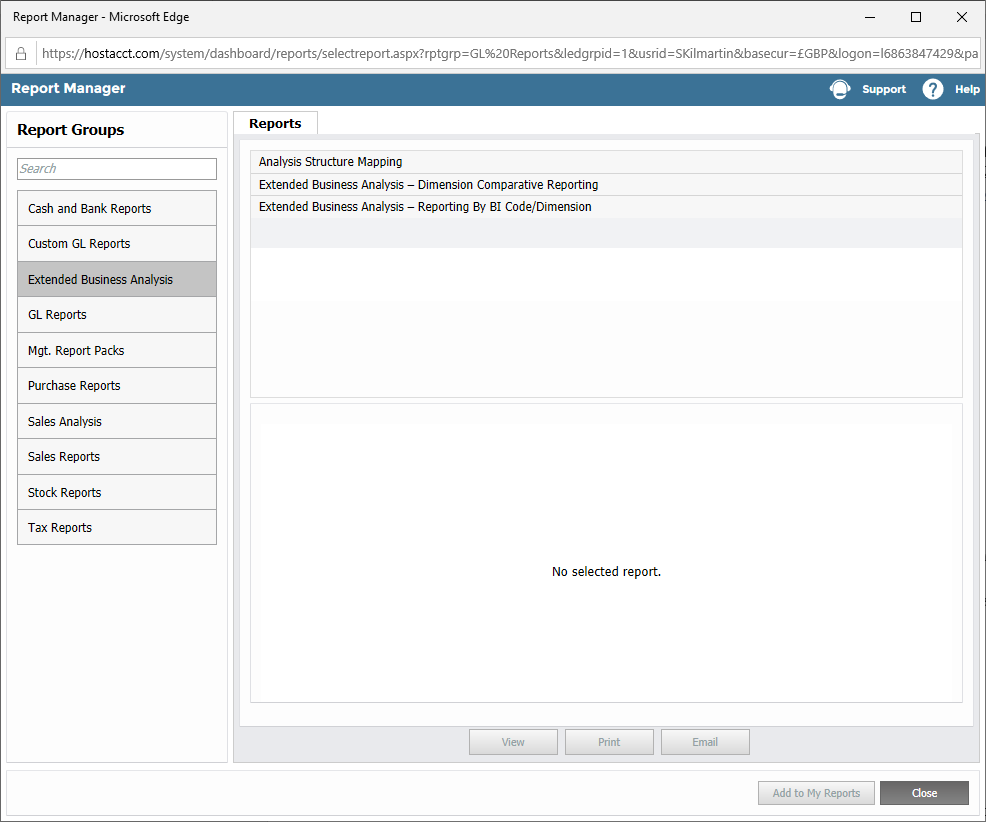 Report Manager - Microsoft Edge
https://hostacct.com/system/dashboard/reports/selectreport.aspx?rptgrp=GL%20Reports&ledgrpid=1&usrid=SKilmartin&basecur=£GBP&logon=l6863847429&pa
Report Manager
Support
? Help
Report Groups
Search
Cash and Bank Reports
Custom GL Reports
Extended Business Analysis
GL Reports
Mgt. Report Packs
Purchase Reports
Sales Analysis
Sales Reports
Stock Reports
Tax Reports
Reports
Analysis Structure Mapping
Extended Business Analysis – Dimension Comparative Reporting
Extended Business Analysis – Reporting By BI Code/Dimension
No selected report.
View
Print
Email
Add to My Reports
Close